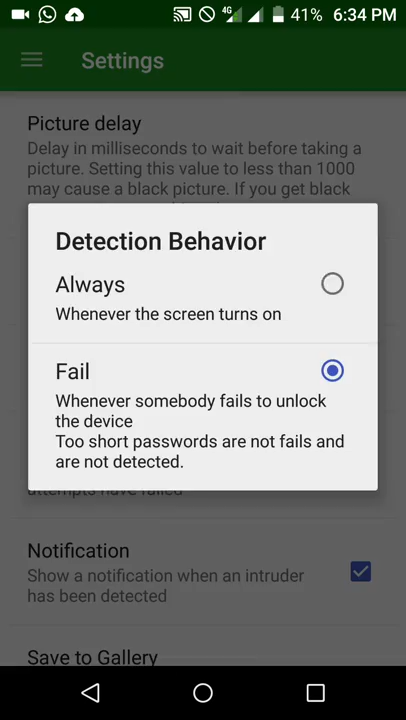 4G 41% 6:34 PM
Settings
Picture delay
Delay in milliseconds to wait before taking a
picture. Setting this value to less than 1000
may cause a black picture. If you get black
Detection Behavior
Always
Whenever the screen turns on
Fail
Whenever somebody fails to unlock
the device
Too short passwords are not fails and
are not detected.
attempts have failed
Notification
Show a notification when an intruder
has been detected
Save to Gallery